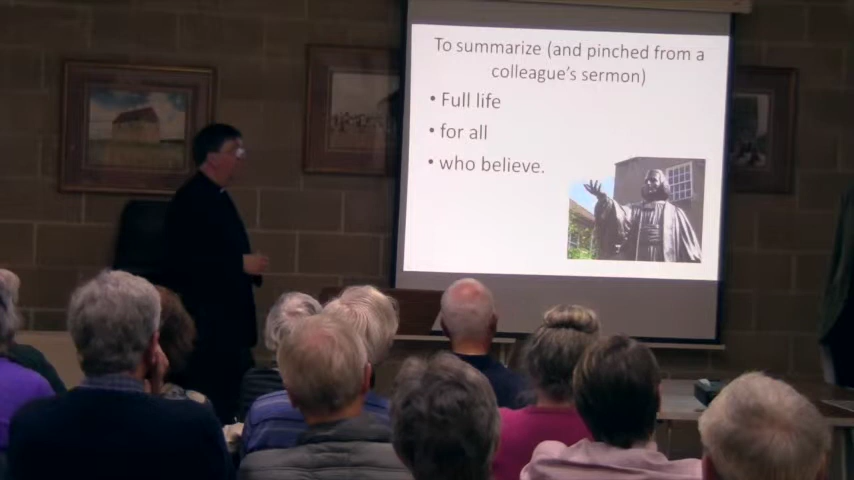 To summarize (and pinched from a
colleague's sermon)
• Full life
• for all
• who believe.